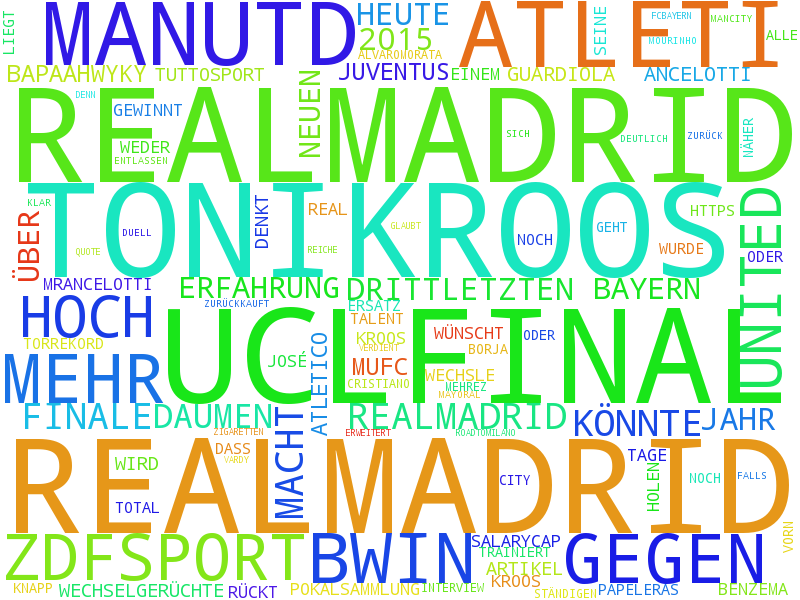 LIEGT MANUTD HEUTE ATLETI SEINE FCBAYERN MANCITY
2015 MOURINHO ALLE
ALVAROMORATA
BAPAAHWYKY TUTTOSPORT JUVENTUS EINEM GUARDIOLA ANCELOTTI
REALMADRID
DENN
GEWINNT NEUEN SICH DEUTLICH ZURÜCK NÄHER
WEDER
ENTLASSEN
TONIKROOS
KLAR ÜBER DUELL DENKT REAL GLAUBT NOCH GEHT HTTPS UNITED
QUOTE REICHE WURDE ODER
MRANCELOTTI ERFAHRUNG DRITTLETZTEN BAYERN
ZURÜCKKAUFT ERSATZ
HOCH UCLFINAL
TALENT WÜNSCHT ODER
TORREKORD KROOS
VERDIENT BORJA
MEHR JOSÉ ATLETICO MUFC WECHSLE
CRISTIANO MEHREZ
MAYORAL
FINALE DAUMEN MACHT REALMADRID KÖNNTE JAHR
ZIGARETTEN ERWEITERT ROADTOMILANO
REALMADRID
DASS TAGE
WIRD VARDY HOLEN NOCH FALLS
TOTAL CITY
VORN
ZDFSPORT BWIN SALARYCAP GEGEN
TRAINIERT
ARTIKEL
KNAPP WECHSELGERÜCHTE RÜCKT POKALSAMMLUNG INTERVIEW KROOS STÄNDIGEN PAPELERAS BENZEMA